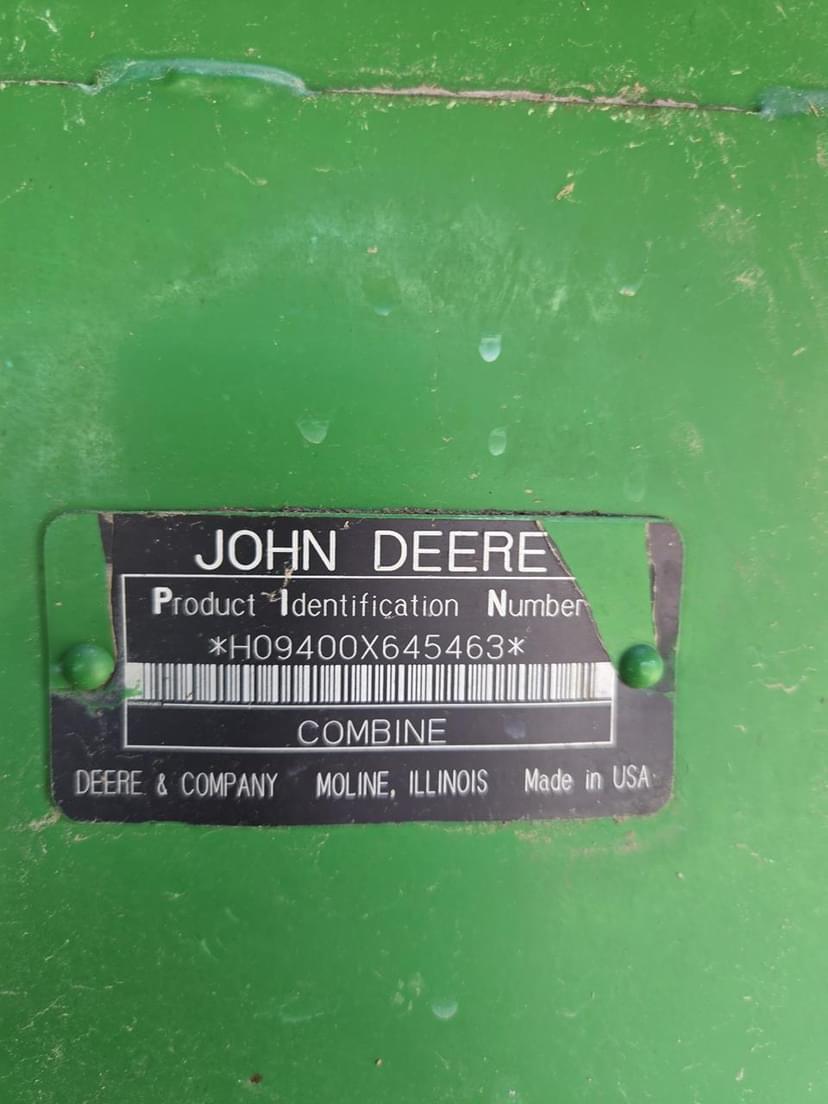 JOHN DEERE
Product Identification Number
*H09400X645463*
COMBINE
DEERE & COMPANY MOLINE, ILLINOIS Made in USA